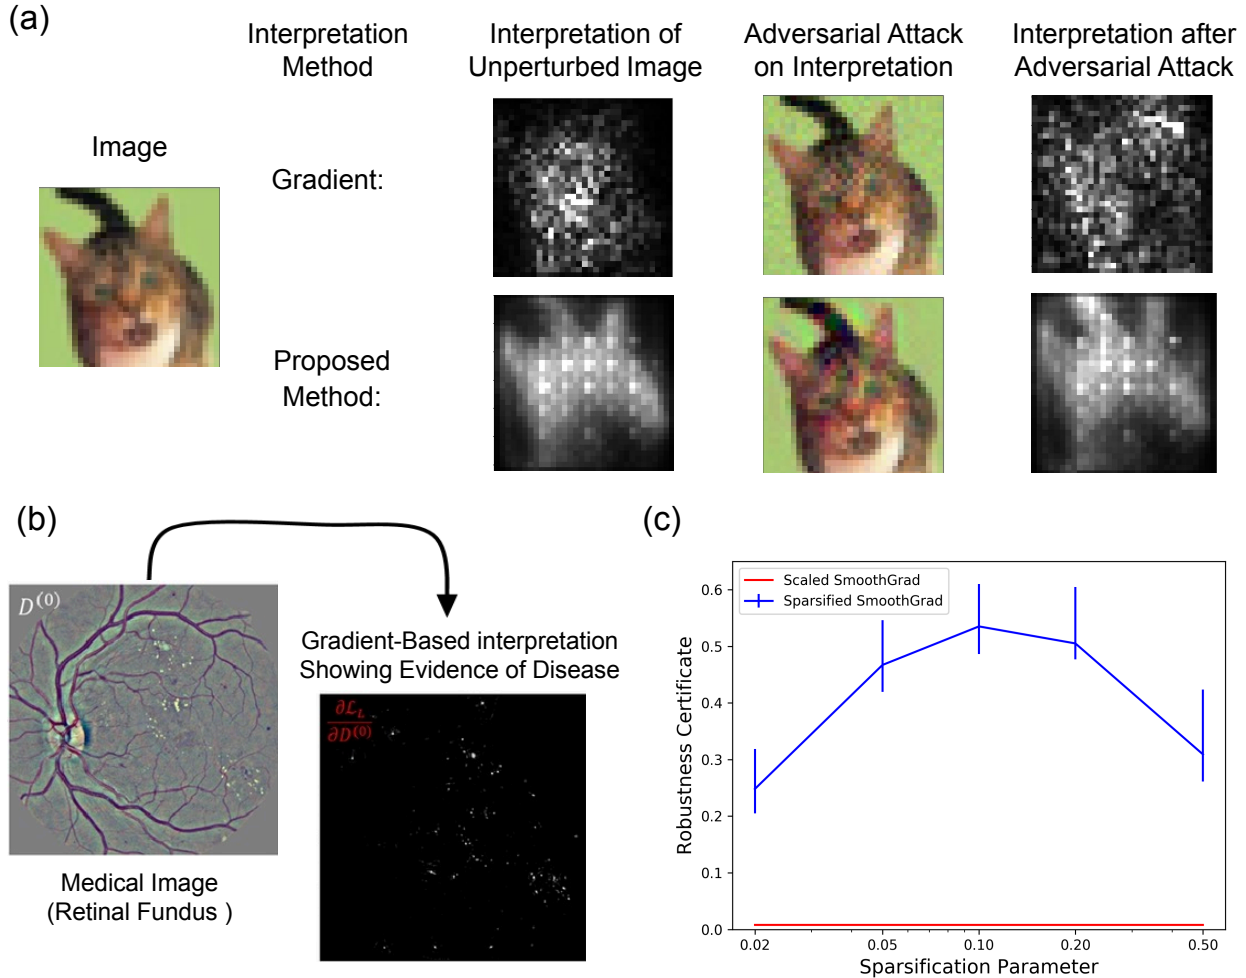 (a)
Interpretation
Method
Interpretation of
Unperturbed Image
Adversarial Attack
on Interpretation
Interpretation after
Adversarial Attack
Image
Gradient:
Proposed
Method:
(b)
D⁽⁰⁾
Gradient-Based interpretation
Showing Evidence of Disease
∂ℒ_L
∂D⁽⁰⁾
Medical Image
(Retinal Fundus )
(c)
Scaled SmoothGrad
Sparsified SmoothGrad
Robustness Certificate
0.6
0.5
0.4
0.3
0.2
0.1
0.0
0.02
0.05
0.10
0.20
0.50
Sparsification Parameter